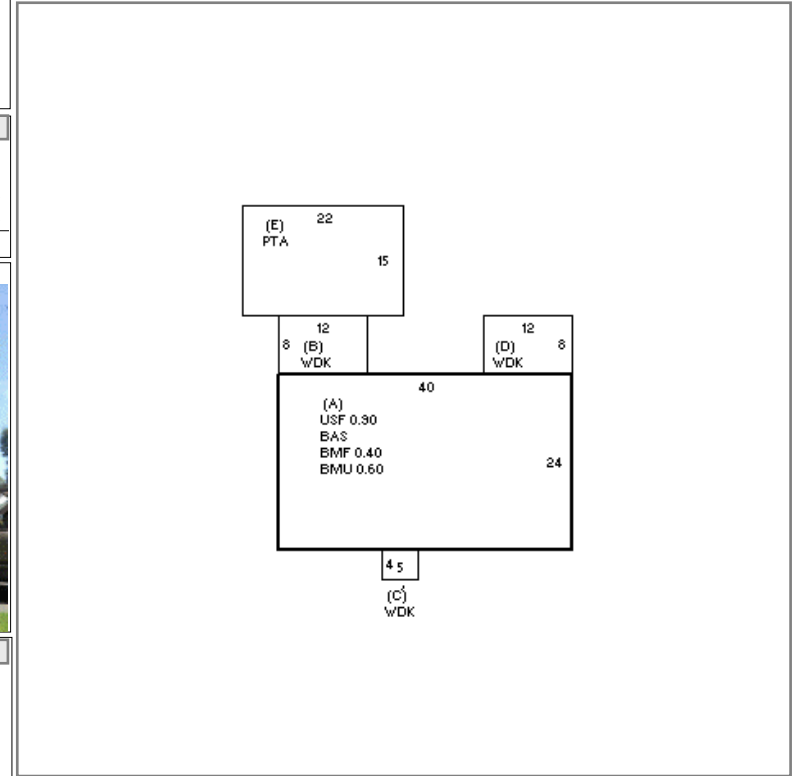 22
(E)
PTA
15
12
8 (B)
WDK
12
(D) 8
WDK
40
(A)
USF 0.90
BAS
BMF 0.40
BMU 0.60
24
4 5
(C)
WDK